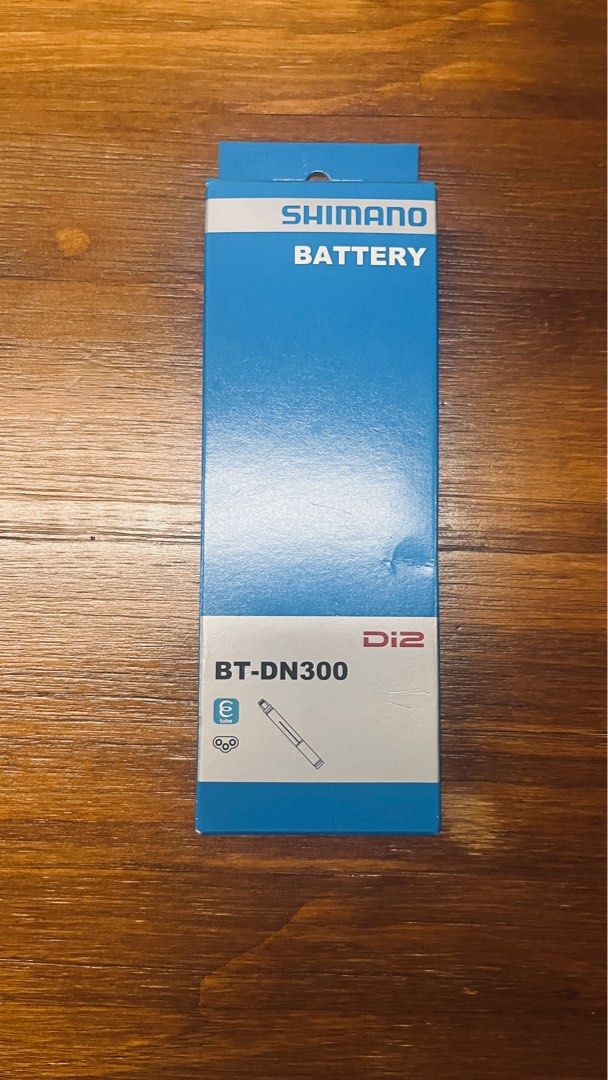 SHIMANO
BATTERY
Di2
BT-DN300
tube